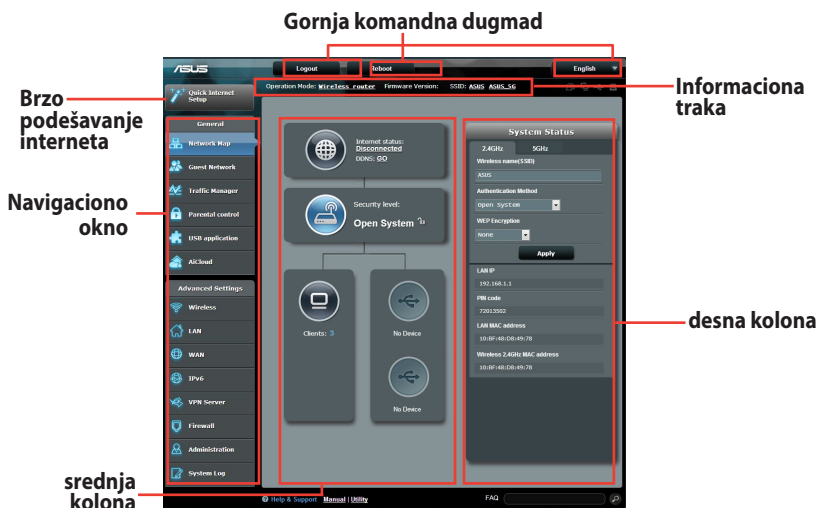 Gornja komandna dugmad
ASUS
Logout
Reboot
English
Quick Internet Setup
Operation Mode: Wireless router Firmware Version: SSID: ASUS ASUS_5G
Informaciona
traka
Brzo
podešavanje
interneta
General
Network Map
Guest Network
Traffic Manager
Parental control
USB application
AiCloud
Navigaciono
okno
Advanced Settings
Wireless
LAN
WAN
IPv6
VPN Server
Firewall
Administration
System Log
Internet status:
Disconnected
DDNS: GO
Security level:
Open System
Clients: 3
No Device
No Device
System Status
2.4GHz 5GHz
Wireless name(SSID)
ASUS
Authentication Method
Open System
WEP Encryption
None
Apply
LAN IP
192.168.1.1
PIN code
72013502
LAN MAC address
10:BF:48:D8:49:78
Wireless 2.4GHz MAC address
10:BF:48:D8:49:78
desna kolona
srednja
kolona
Help & Support Manual | Utility
FAQ